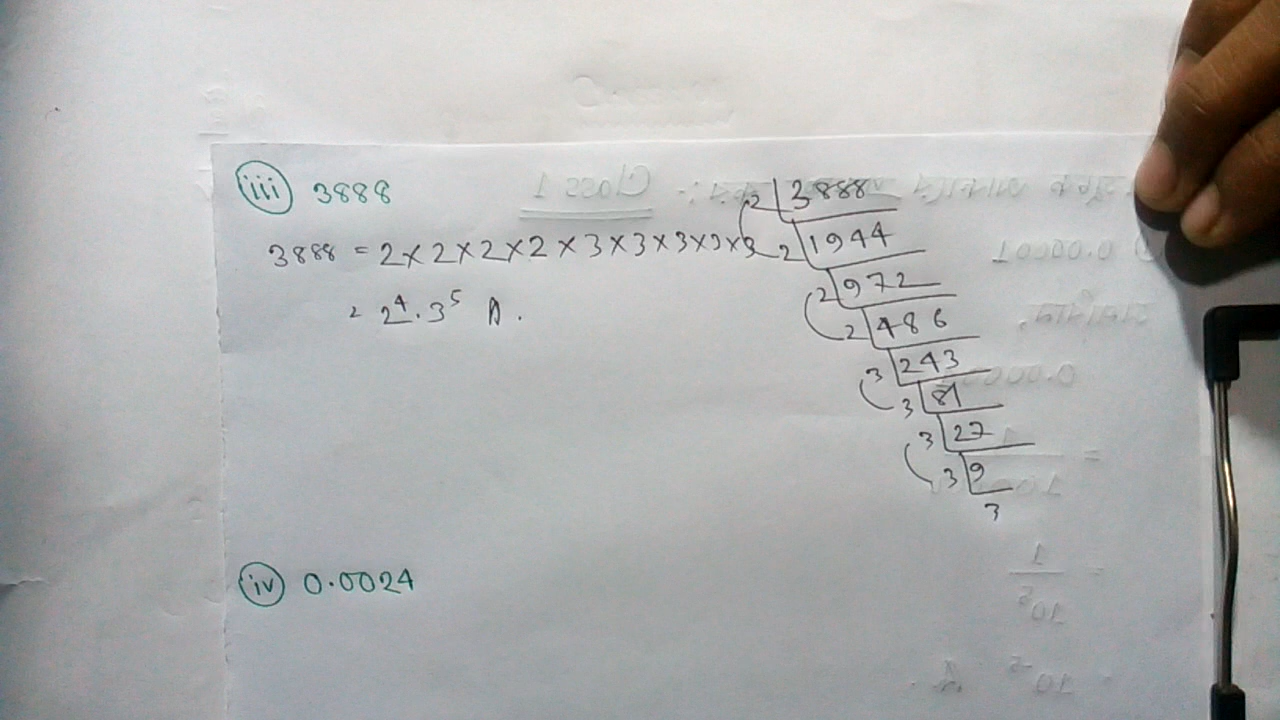 iii 3888
3888 = 2×2×2×2×3×3×3×3×3
= 2⁴.3⁵ A.
2 3888
2 1944
2 972
2 486
3 243
3 81
3 27
3 9
3
iv 0.0024